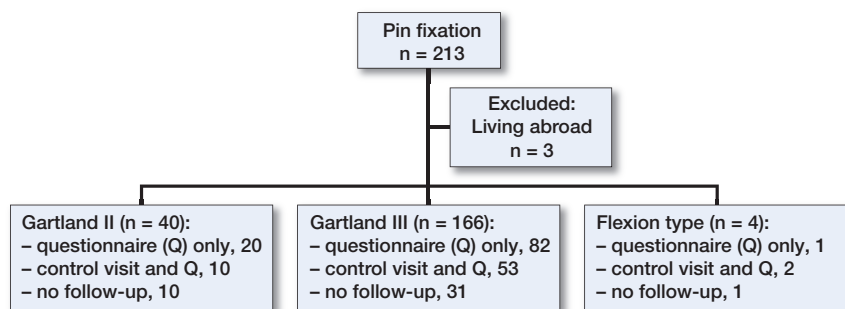 Pin fixation
n = 213
Excluded:
Living abroad
n = 3
Gartland II (n = 40):
– questionnaire (Q) only, 20
– control visit and Q, 10
– no follow-up, 10
Gartland III (n = 166):
– questionnaire (Q) only, 82
– control visit and Q, 53
– no follow-up, 31
Flexion type (n = 4):
– questionnaire (Q) only, 1
– control visit and Q, 2
– no follow-up, 1